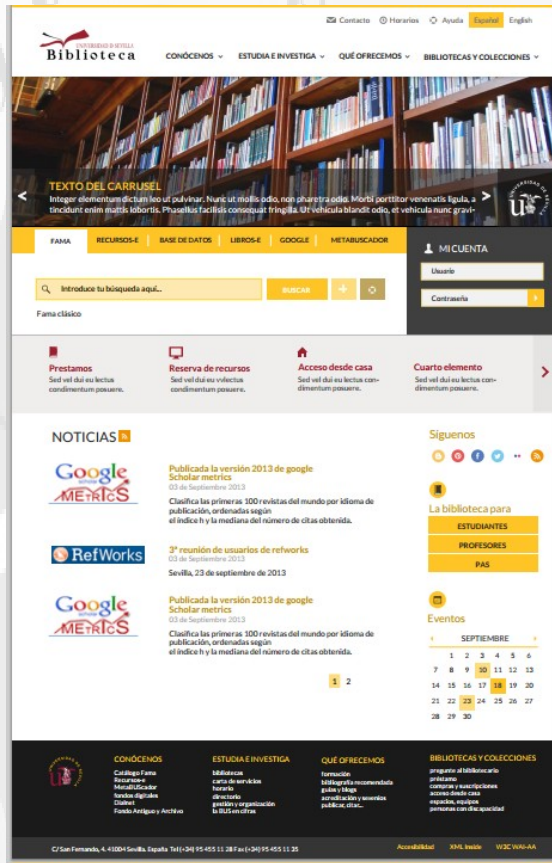 Contacto Horarios Ayuda Español English
UNIVERSIDAD D SEVILLA
Biblioteca
CONÓCENOS ESTUDIA E INVESTIGA QUÉ OFRECEMOS BIBLIOTECAS Y COLECCIONES
TEXTO DEL CARRUSEL
Integer elementum dictum leo ut pulvinar. Nunc ut mollis odio, non pharetra odio. Morbi porttitor venenatis ligula, a
tincidunt enim mattis lobortis. Phasellus facilisis consequat fringilla. Ut vehicula blandit odio, et vehicula nunc gravi-
FAMA RECURSOS-E BASE DE DATOS LIBROS-E GOOGLE METABUSCADOR
MI CUENTA
Usuario
Introduce tu búsqueda aquí... BUSCAR
Contraseña
Fama clásico
Prestamos
Sed vel dui eu lectus
condimentum posuere.
Reserva de recursos
Sed vel dui eu vvlectus
condimentum posuere.
Acceso desde casa
Sed vel dui eu lectus con-
dimentum posuere.
Cuarto elemento
Sed vel dui eu lectus con-
dimentum posuere.
NOTICIAS
Google
scholar
METRICS
Publicada la versión 2013 de google
Scholar metrics
03 de Septiembre 2013
Clasifica las primeras 100 revistas del mundo por idioma de
publicación, ordenadas según
el índice h y la mediana del número de citas obtenida.
RefWorks
3ª reunión de usuarios de refworks
03 de Septiembre 2013
Sevilla, 23 de septiembre de 2013
Google
scholar
METRICS
Publicada la versión 2013 de google
Scholar metrics
03 de Septiembre 2013
Clasifica las primeras 100 revistas del mundo por idioma de
publicación, ordenadas según
el índice h y la mediana del número de citas obtenida.
1 2
Síguenos
La biblioteca para
ESTUDIANTES
PROFESORES
PAS
Eventos
SEPTIEMBRE
1 2 3 4 5 6
7 8 9 10 11 12 13
14 15 16 17 18 19 20
21 22 23 24 25 26 27
28 29 30
CONÓCENOS
Catálogo Fama
Recursos-e
MetaBUScador
fondos digitales
Dialnet
Fondo Antiguo y Archivo
ESTUDIA E INVESTIGA
bibliotecas
carta de servicios
horario
directorio
gestión y organización
la BUS en cifras
QUÉ OFRECEMOS
formación
bibliografía recomendada
guías y blogs
acreditación y sexenios
publicar, citar...
BIBLIOTECAS Y COLECCIONES
pregunte al bibliotecario
préstamo
compras y suscripciones
acceso desde casa
espacios, equipos
personas con discapacidad
C/ San Fernando, 4. 41004 Sevilla, España Tel (+34) 95 455 11 28 Fax (+34) 95 455 11 35
Accesibilidad XML Inside W3C WAI-AA